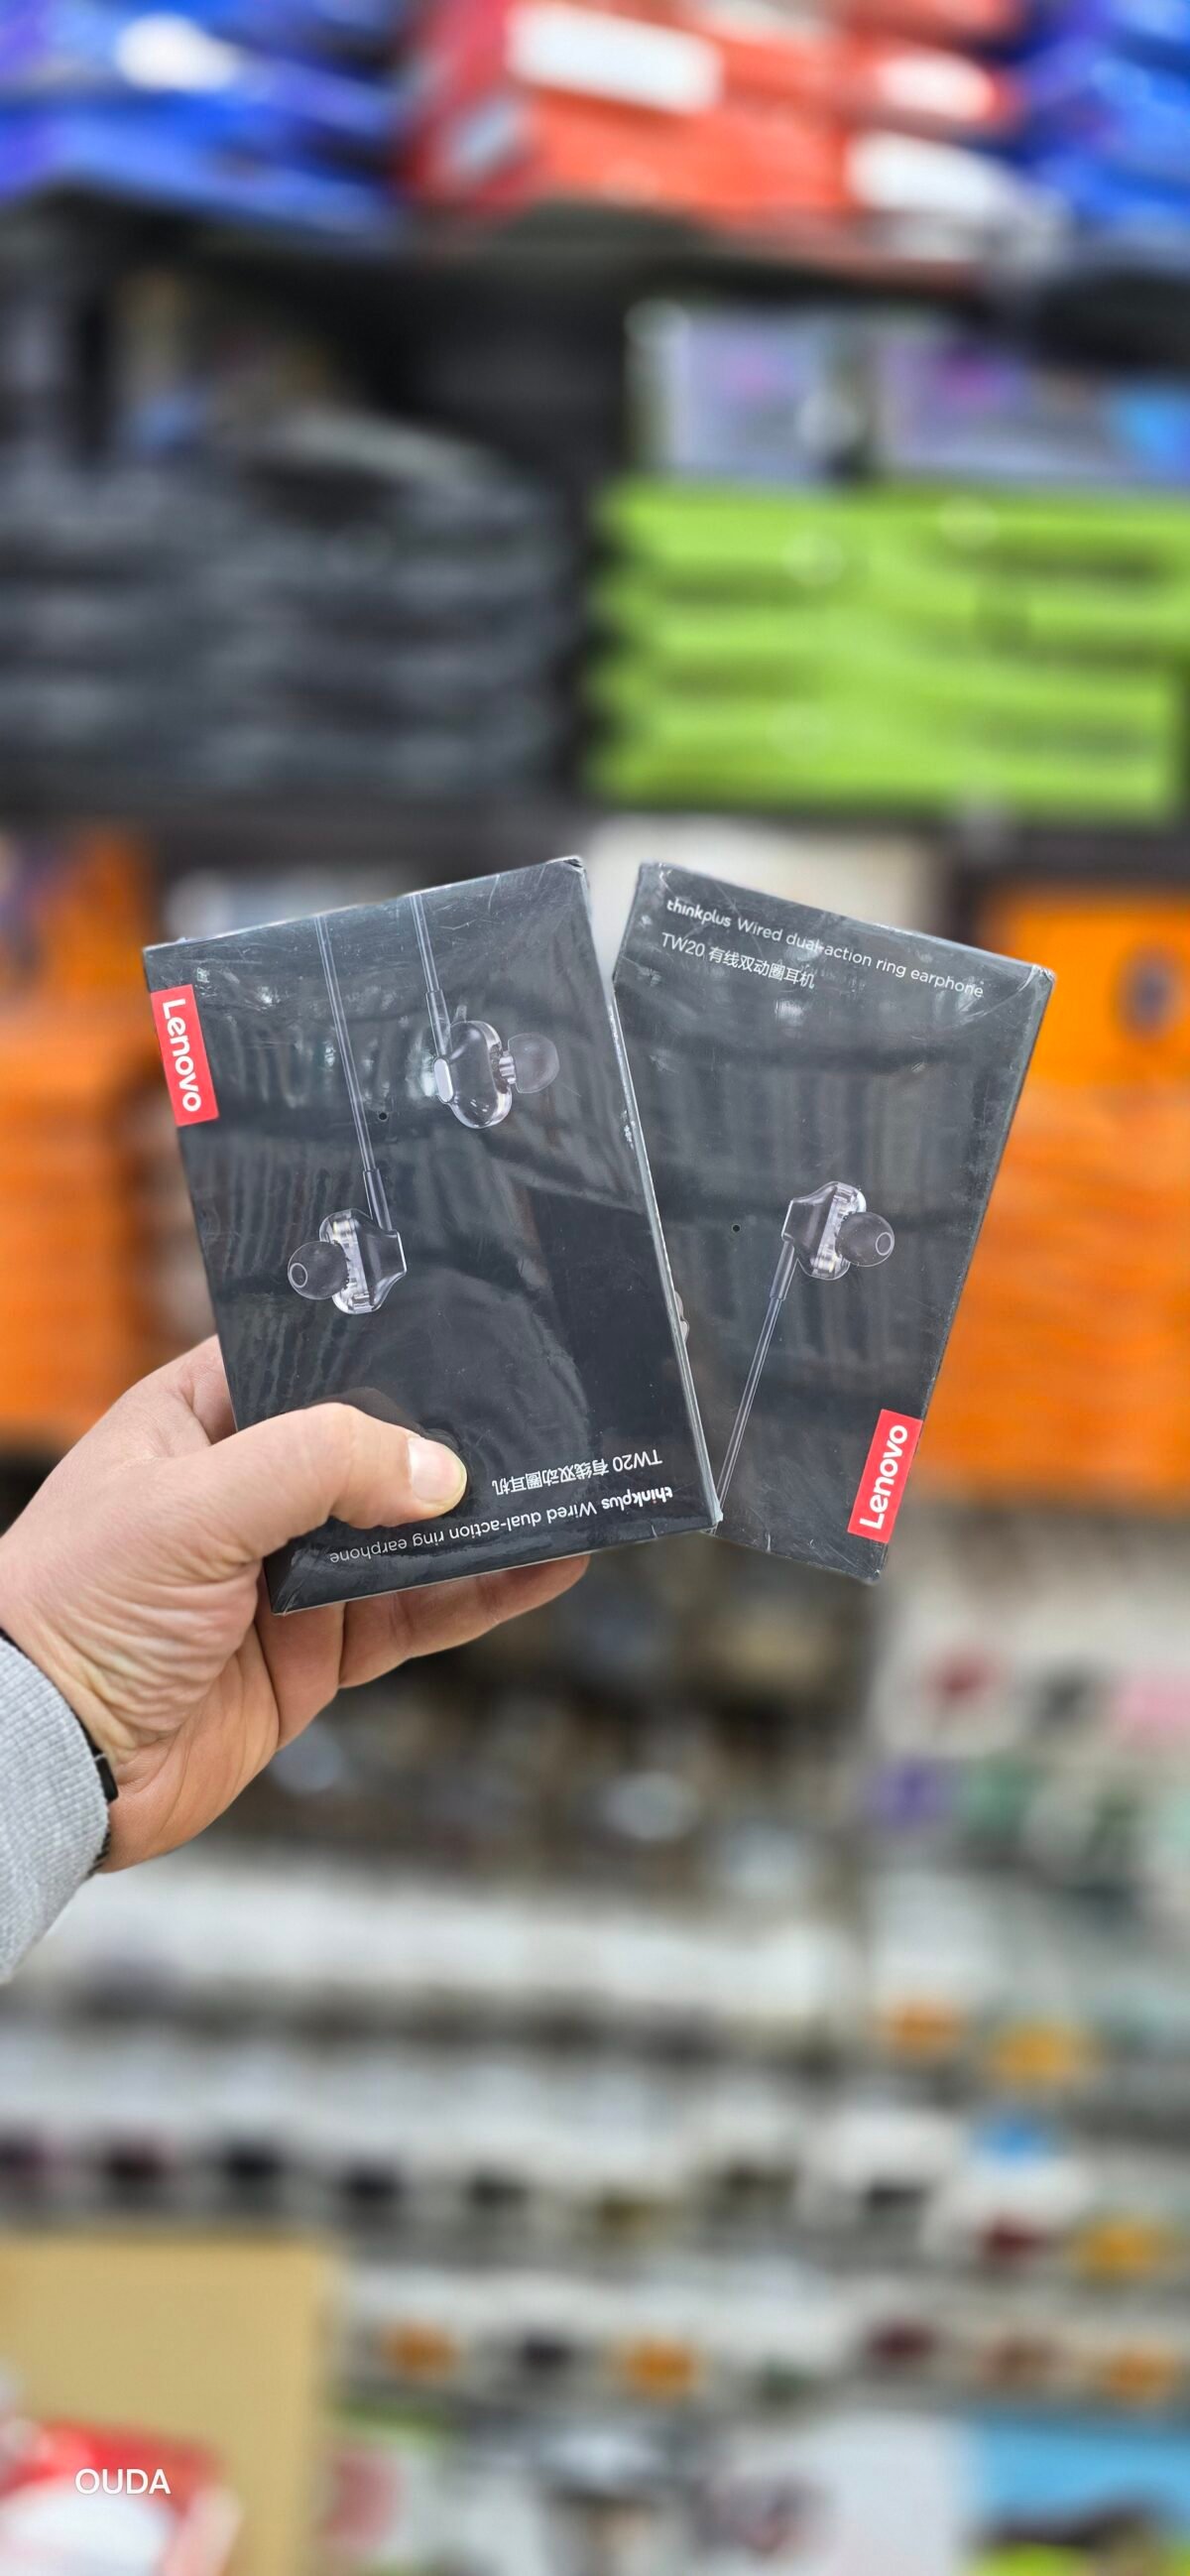 Lenovo
TW20 有线双动圈耳机
thinkplus Wired dual-action ring earphone
thinkplus Wired dual-action ring earphone
TW20 有线双动圈耳机
Lenovo
OUDA